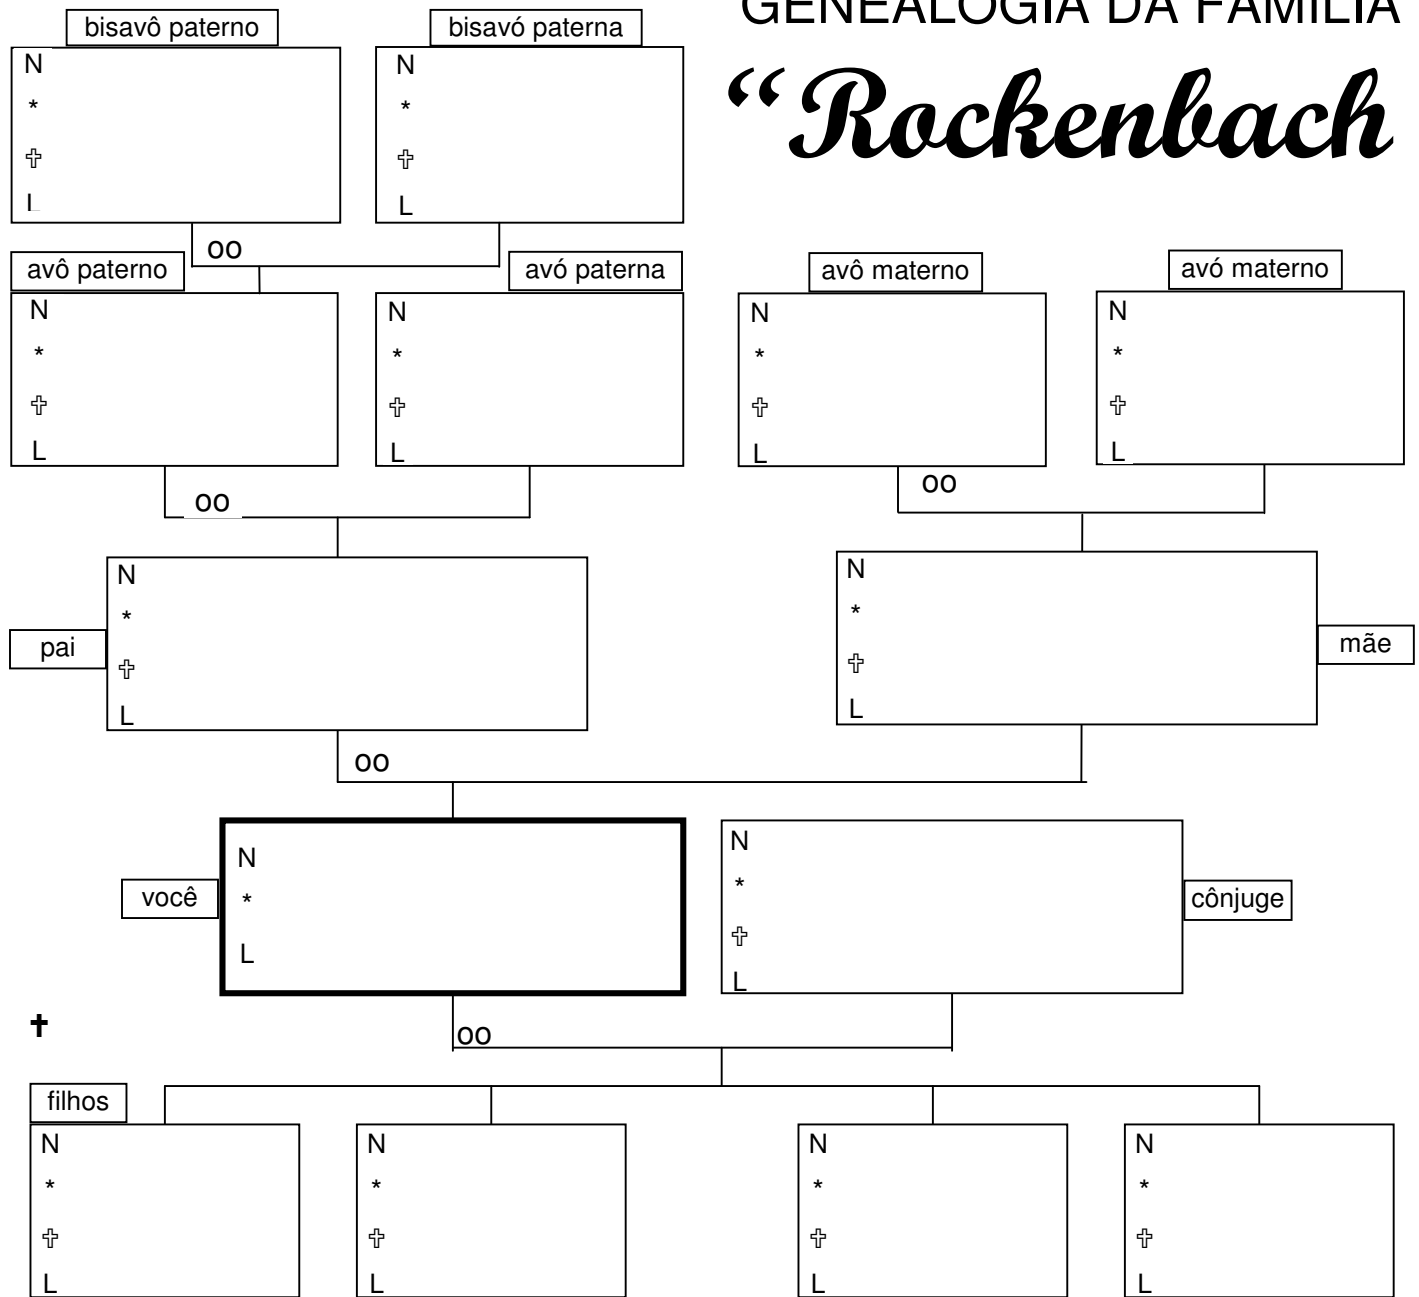 GENEALOGIA DA FAMÍLIA
“Rockenbach
bisavô paterno bisavó paterna
N N
* *
✞ ✞
L L
oo
avô paterno avó paterna avô materno avó materno
N N N N
* * * *
✞ ✞ ✞ ✞
L L L L
oo oo
N N
* *
pai mãe
✞ ✞
L L
oo
N N
* *
você cônjuge
✞
L L
✝
oo
filhos
N N N N
* * * *
✞ ✞ ✞ ✞
L L L L